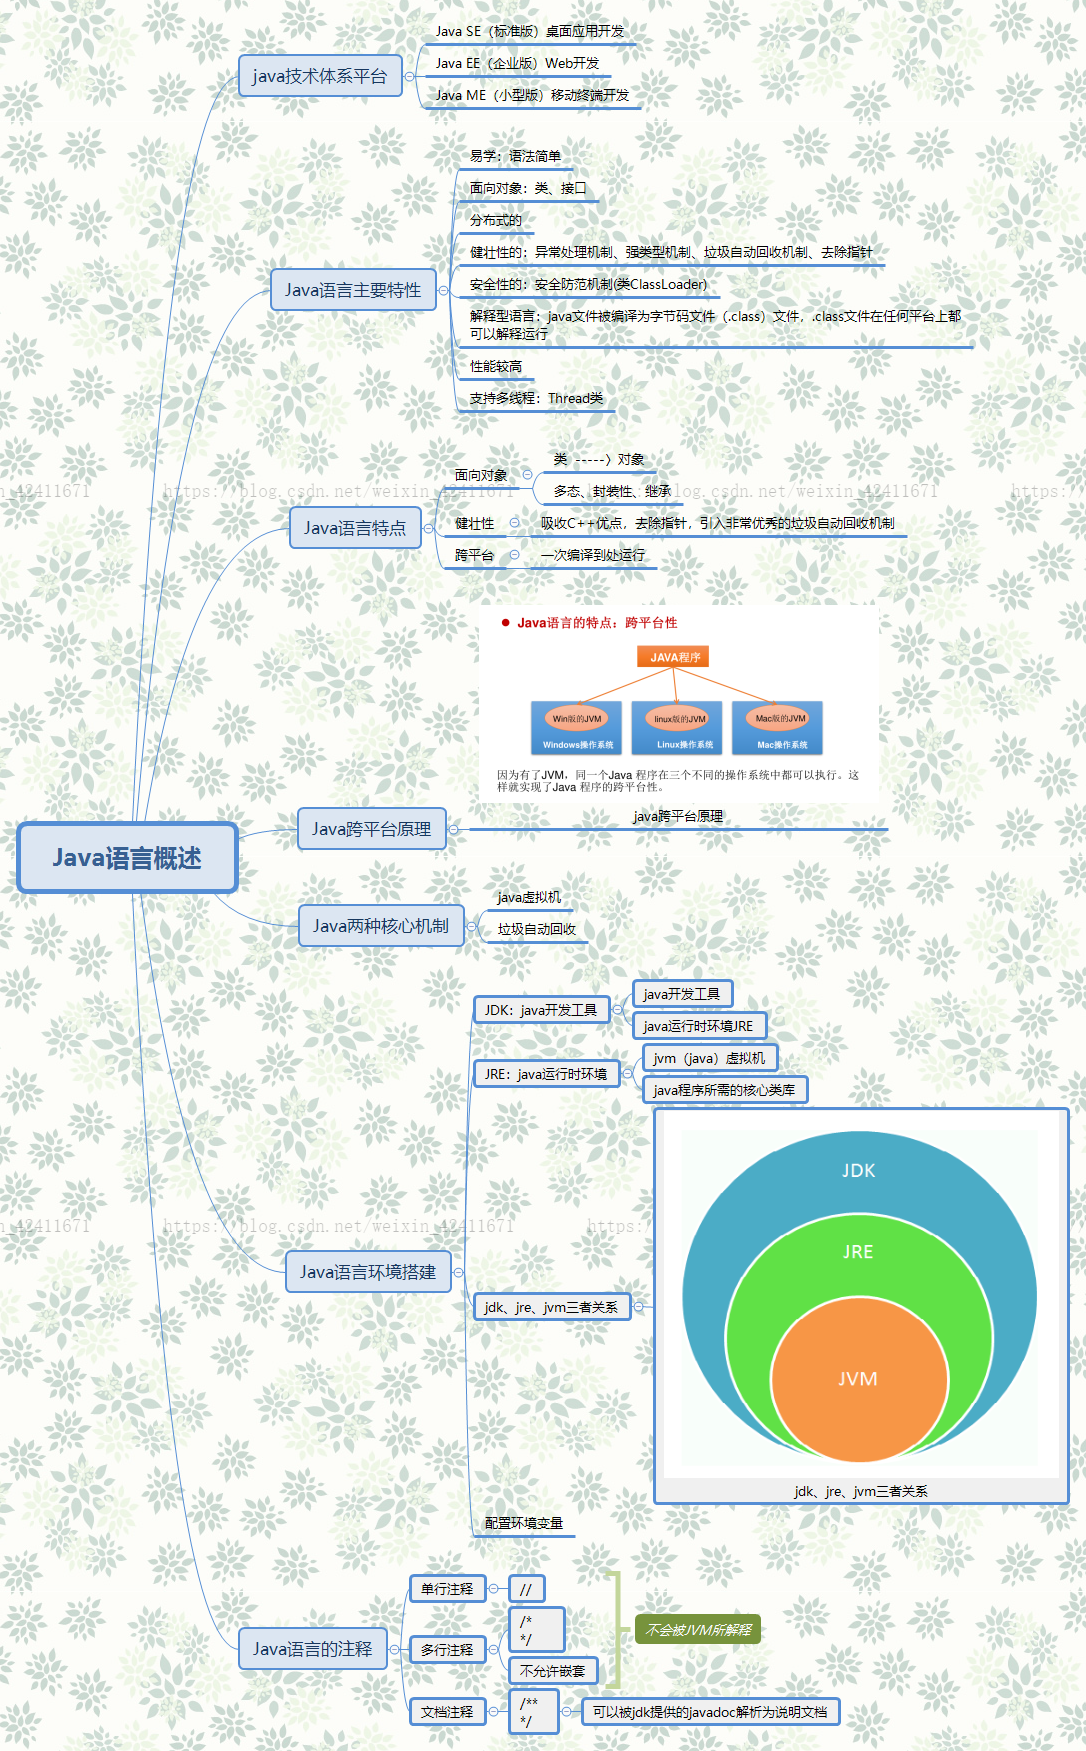 Java语言概述
java技术体系平台
Java SE（标准版）桌面应用开发
Java EE（企业版）Web开发
Java ME（小型版）移动终端开发
Java语言主要特性
易学：语法简单
面向对象：类、接口
分布式的
健壮性的：异常处理机制、强类型机制、垃圾自动回收机制、去除指针
安全性的：安全防范机制(类ClassLoader)
解释型语言：java文件被编译为字节码文件（.class）文件，.class文件在任何平台上都
可以解释运行
性能较高
支持多线程：Thread类
Java语言特点
面向对象
类 -----〉对象
多态、封装性、继承
健壮性
吸收C++优点，去除指针，引入非常优秀的垃圾自动回收机制
跨平台
一次编译到处运行
n_42411671
https://blog.csdn.net/weixin_42411671
https://blog.csdn.net/weixin_42411671
https:/
Java跨平台原理
Java语言的特点：跨平台性
JAVA程序
Win版的JVM
linux版的JVM
Mac版的JVM
Windows操作系统
Linux操作系统
Mac操作系统
因为有了JVM，同一个Java 程序在三个不同的操作系统中都可以执行。这
样就实现了Java 程序的跨平台性。
java跨平台原理
Java两种核心机制
java虚拟机
垃圾自动回收
Java语言环境搭建
JDK：java开发工具
java开发工具
java运行时环境JRE
JRE：java运行时环境
jvm（java）虚拟机
java程序所需的核心类库
n_42411671
https://blog.csdn.net/weixin_42411671
https:/
jdk、jre、jvm三者关系
JDK
JRE
JVM
jdk、jre、jvm三者关系
配置环境变量
Java语言的注释
单行注释
//
多行注释
/*
*/
不允许嵌套
不会被JVM所解释
文档注释
/**
*/
可以被jdk提供的javadoc解析为说明文档